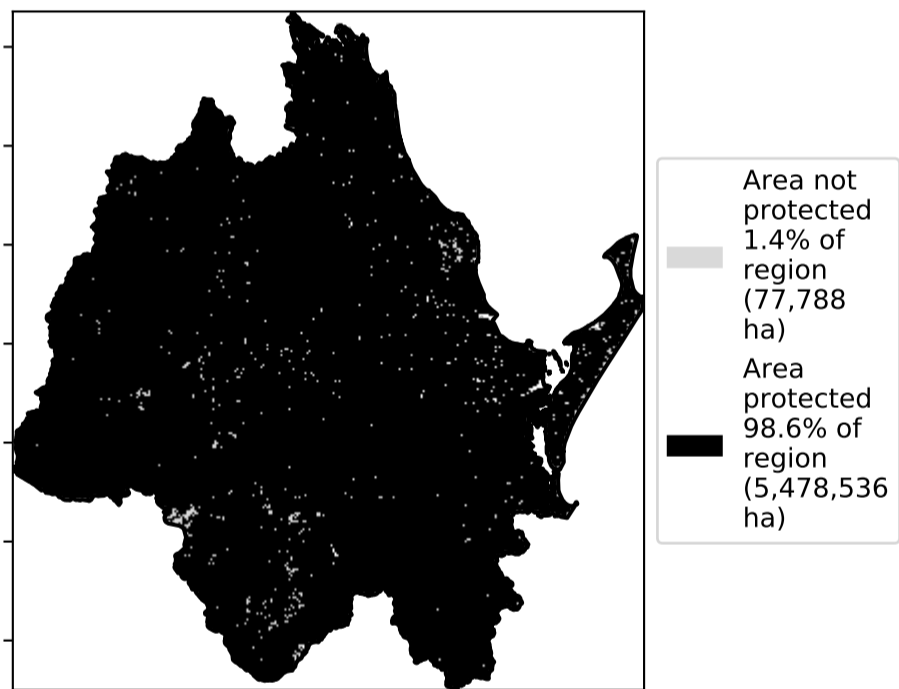 Area not
protected
1.4% of
region
(77,788
ha)
Area
protected
98.6% of
region
(5,478,536
ha)